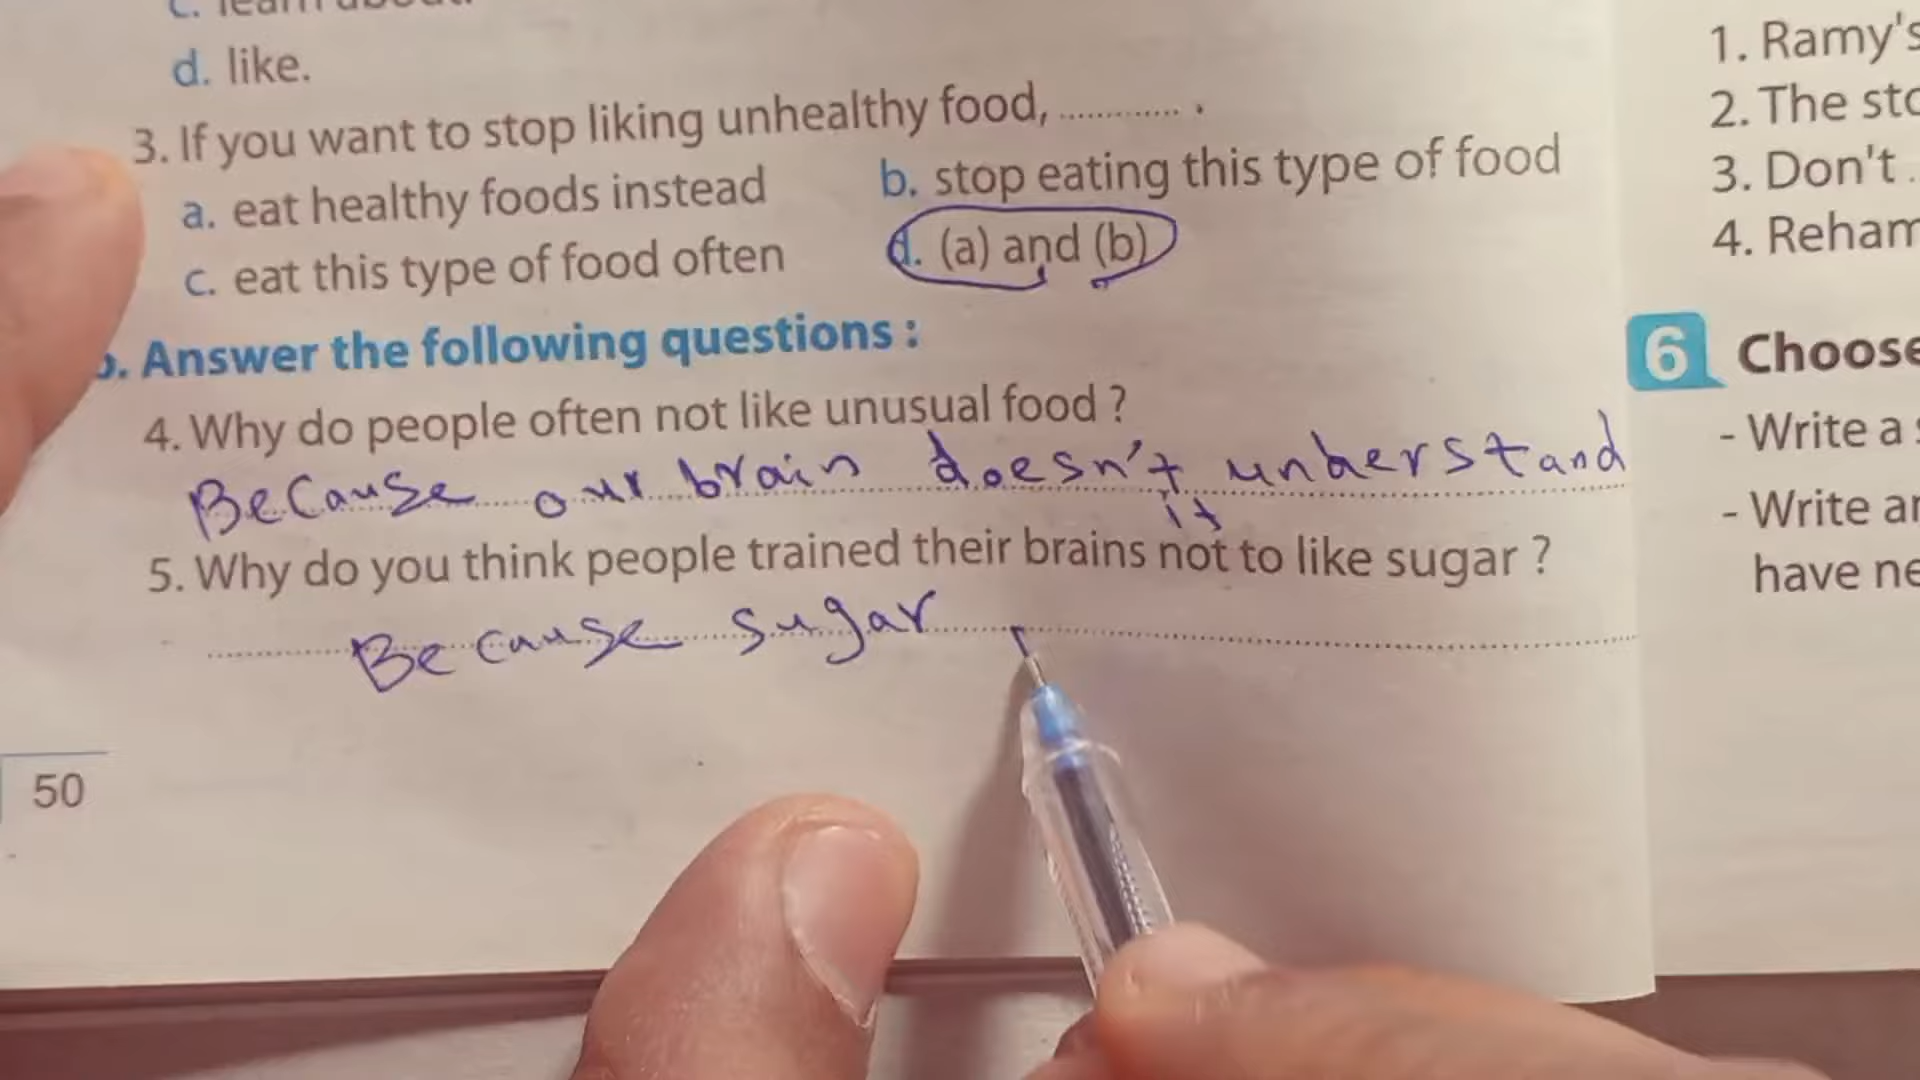 d. like.
3. If you want to stop liking unhealthy food, ............ .
a. eat healthy foods instead
b. stop eating this type of food
c. eat this type of food often
d. (a) and (b)
. Answer the following questions :
4. Why do people often not like unusual food ?
Because our brain doesn't understand
it
5. Why do you think people trained their brains not to like sugar ?
Because sugar
50
1. Ramy's
2. The sto
3. Don't .
4. Reham
6 Choose
- Write a
- Write an
have ne